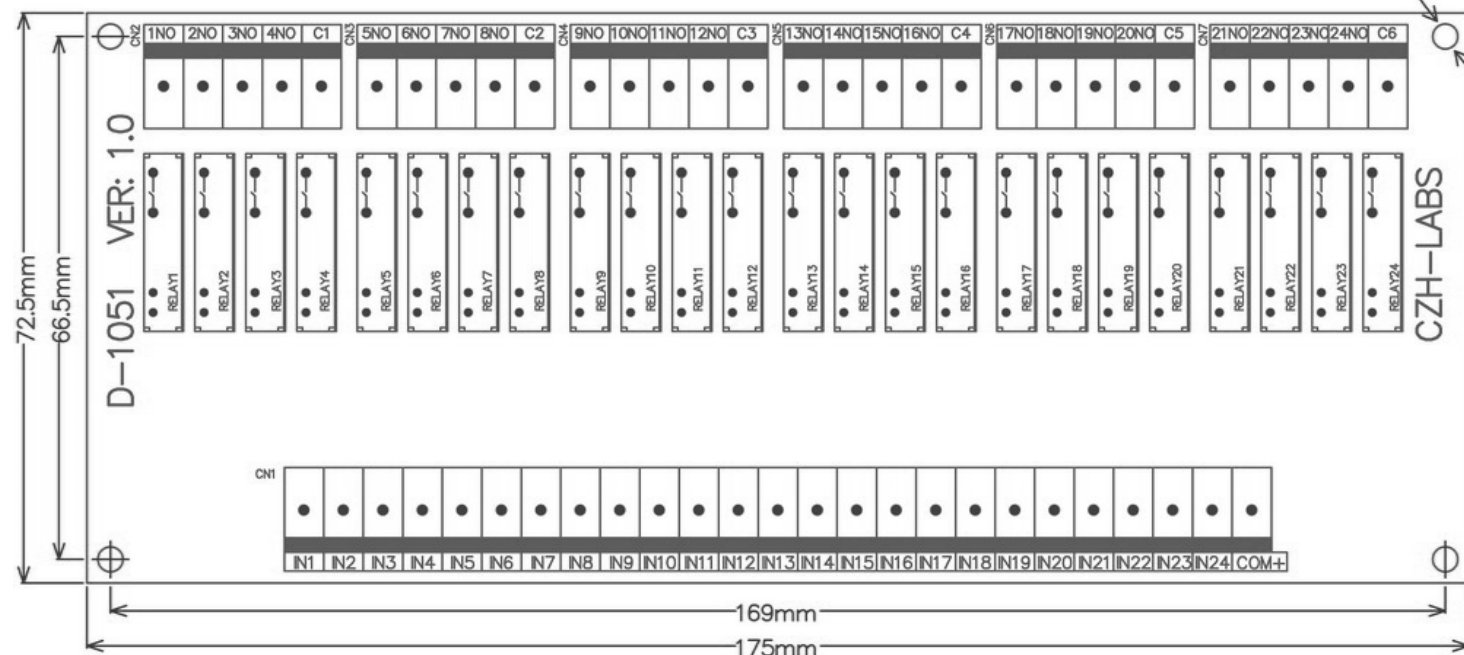 CN2 1NO 2NO 3NO 4NO C1 CN3 5NO 6NO 7NO 8NO C2 CN4 9NO 10NO 11NO 12NO C3 CN5 13NO 14NO 15NO 16NO C4 CN6 17NO 18NO 19NO 20NO C5 CN7 21NO 22NO 23NO 24NO C6
72.5mm
66.5mm
D-1051 VER: 1.0
RELAY1 RELAY2 RELAY3 RELAY4 RELAY5 RELAY6 RELAY7 RELAY8 RELAY9 RELAY10 RELAY11 RELAY12 RELAY13 RELAY14 RELAY15 RELAY16 RELAY17 RELAY18 RELAY19 RELAY20 RELAY21 RELAY22 RELAY23 RELAY24
CZH-LABS
CN1
IN1 IN2 IN3 IN4 IN5 IN6 IN7 IN8 IN9 IN10 IN11 IN12 IN13 IN14 IN15 IN16 IN17 IN18 IN19 IN20 IN21 IN22 IN23 IN24 COM+
169mm
175mm